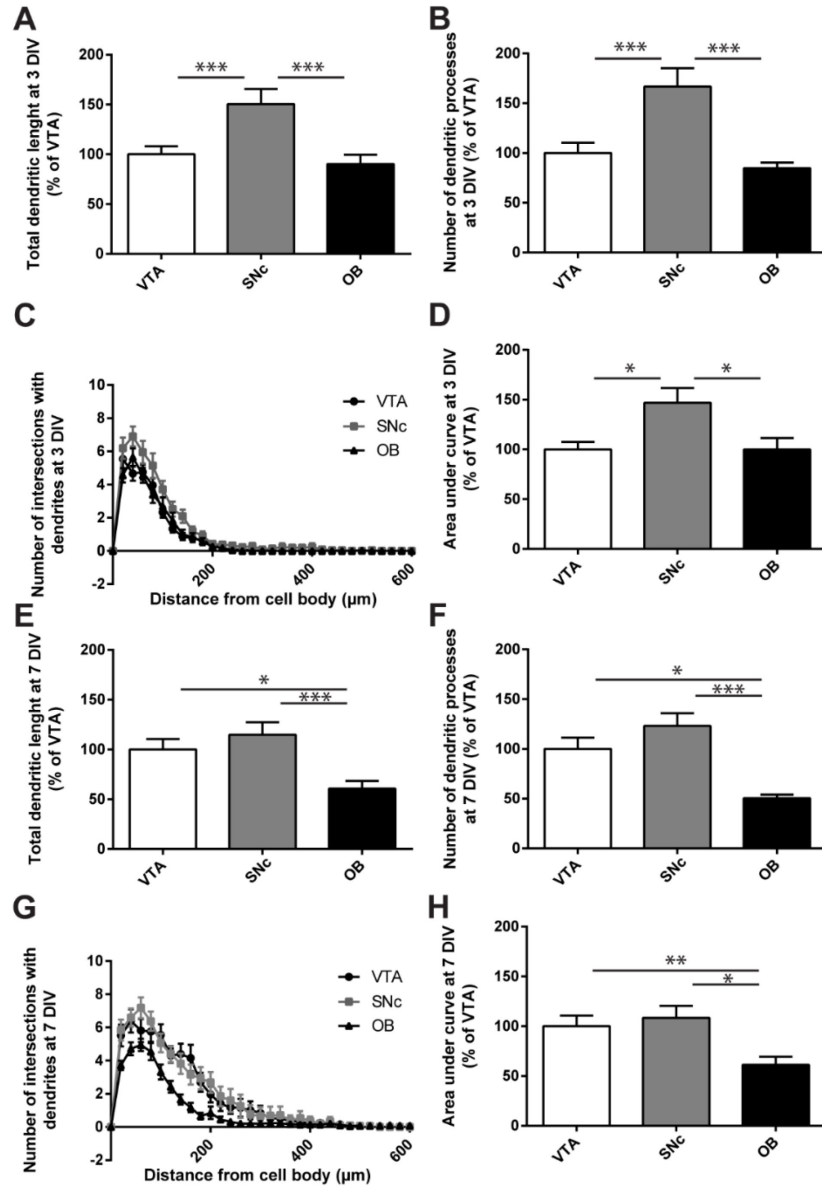 A
Total dendritic lenght at 3 DIV
(% of VTA)
200
150
100
50
0
*** ***
VTA SNc OB
B
Number of dendritic processes
at 3 DIV (% of VTA)
200
150
100
50
0
*** ***
VTA SNc OB
C
Number of intersections with
dendrites at 3 DIV
10
8
6
4
2
0
-2
VTA
SNc
OB
200 400 600
Distance from cell body (µm)
D
Area under curve at 3 DIV
(% of VTA)
200
150
100
50
0
* *
VTA SNc OB
E
Total dendritic lenght at 7 DIV
(% of VTA)
200
150
100
50
0
*
***
VTA SNc OB
F
Number of dendritic processes
at 7 DIV (% of VTA)
200
150
100
50
0
*
***
VTA SNc OB
G
Number of intersections with
dendrites at 7 DIV
10
8
6
4
2
0
-2
VTA
SNc
OB
200 400 600
Distance from cell body (µm)
H
Area under curve at 7 DIV
(% of VTA)
200
150
100
50
0
**
*
VTA SNc OB